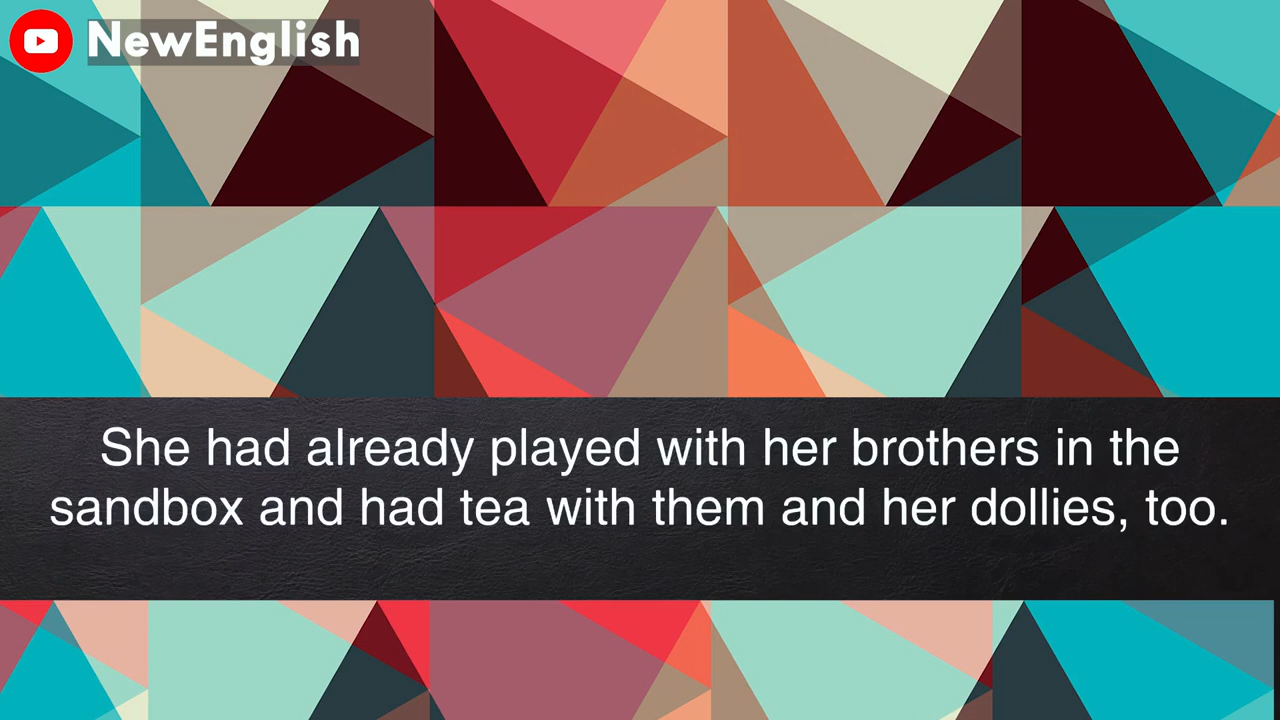 NewEnglish
She had already played with her brothers in the
sandbox and had tea with them and her dollies, too.